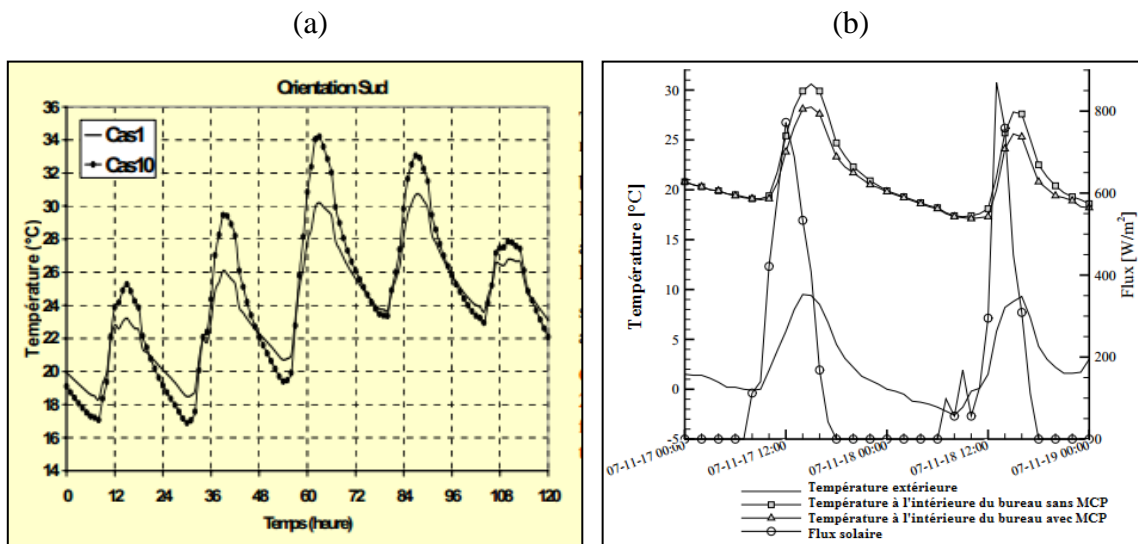 (a)
(b)
Orientation Sud
Cas1
Cas10
Température (°C)
36
34
32
30
28
26
24
22
20
18
16
14
0 12 24 36 48 60 72 84 96 108 120
Temps (heure)
Température [°C]
30
25
20
15
10
5
0
-5
Flux [W/m²]
800
600
400
200
00
07-11-17 00:00
07-11-17 12:00
07-11-18 00:00
07-11-18 12:00
07-11-19 00:00
Température extérieure
Température à l'intérieure du bureau sans MCP
Température à l'intérieure du bureau avec MCP
Flux solaire